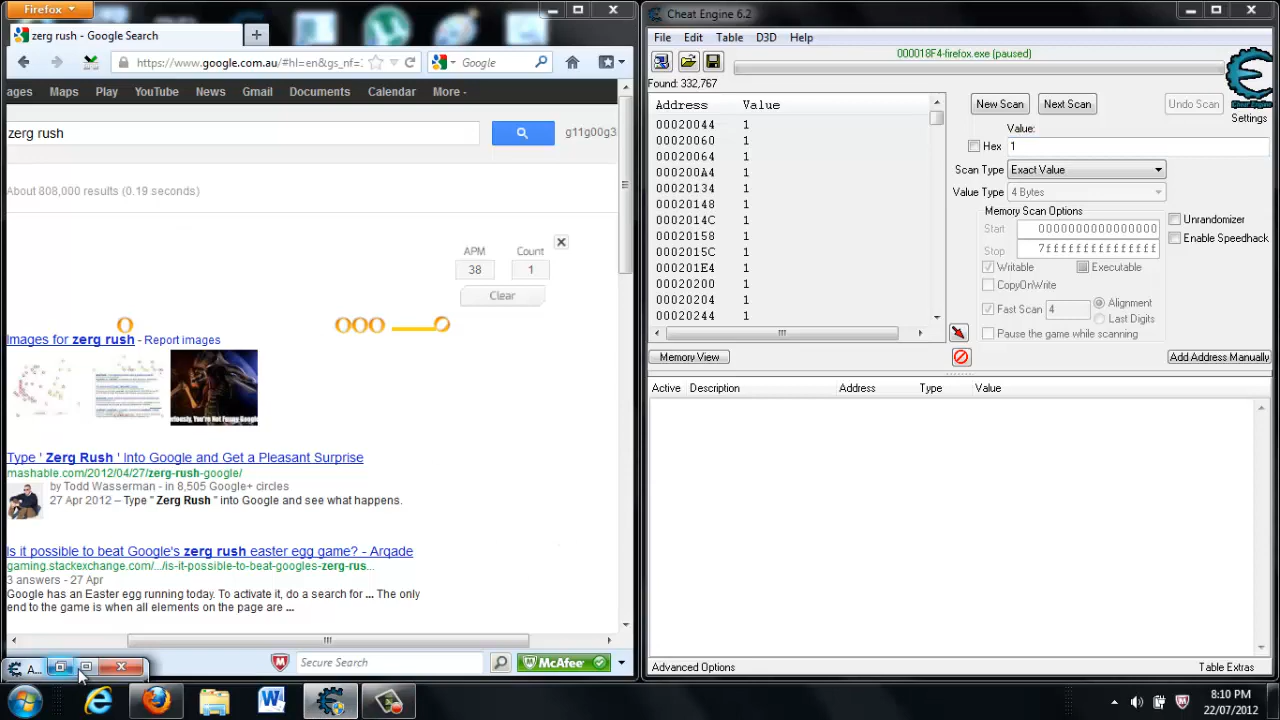 Firefox
zerg rush - Google Search
https://www.google.com.au/#hl=en&gs_nf=
Google
ages Maps Play YouTube News Gmail Documents Calendar More -
zerg rush
g11g00g3
About 808,000 results (0.19 seconds)
APM Count
38 1
Clear
Images for zerg rush - Report images
Type ' Zerg Rush ' Into Google and Get a Pleasant Surprise
mashable.com/2012/04/27/zerg-rush-google/
by Todd Wasserman - in 8,505 Google+ circles
27 Apr 2012 – Type " Zerg Rush " into Google and see what happens.
Is it possible to beat Google's zerg rush easter egg game? - Arqade
gaming.stackexchange.com/.../is-it-possible-to-beat-googles-zerg-rus...
3 answers - 27 Apr
Google has an Easter egg running today. To activate it, do a search for ... The only
end to the game is when all elements on the page are ...
A...
Secure Search
McAfee
Cheat Engine 6.2
File Edit Table D3D Help
000018F4-firefox.exe (paused)
Found: 332,767
Address Value
00020044 1
00020060 1
00020064 1
000200A4 1
00020134 1
00020148 1
0002014C 1
00020158 1
0002015C 1
000201E4 1
00020200 1
00020204 1
00020244 1
New Scan Next Scan Undo Scan
Settings
Value:
Hex 1
Scan Type Exact Value
Value Type 4 Bytes
Memory Scan Options
Start 0000000000000000
Stop 7fffffffffffffff
Writable Executable
CopyOnWrite
Fast Scan 4 Alignment
Last Digits
Pause the game while scanning
Unrandomizer
Enable Speedhack
Memory View
Add Address Manually
Active Description Address Type Value
Advanced Options Table Extras
8:10 PM
22/07/2012